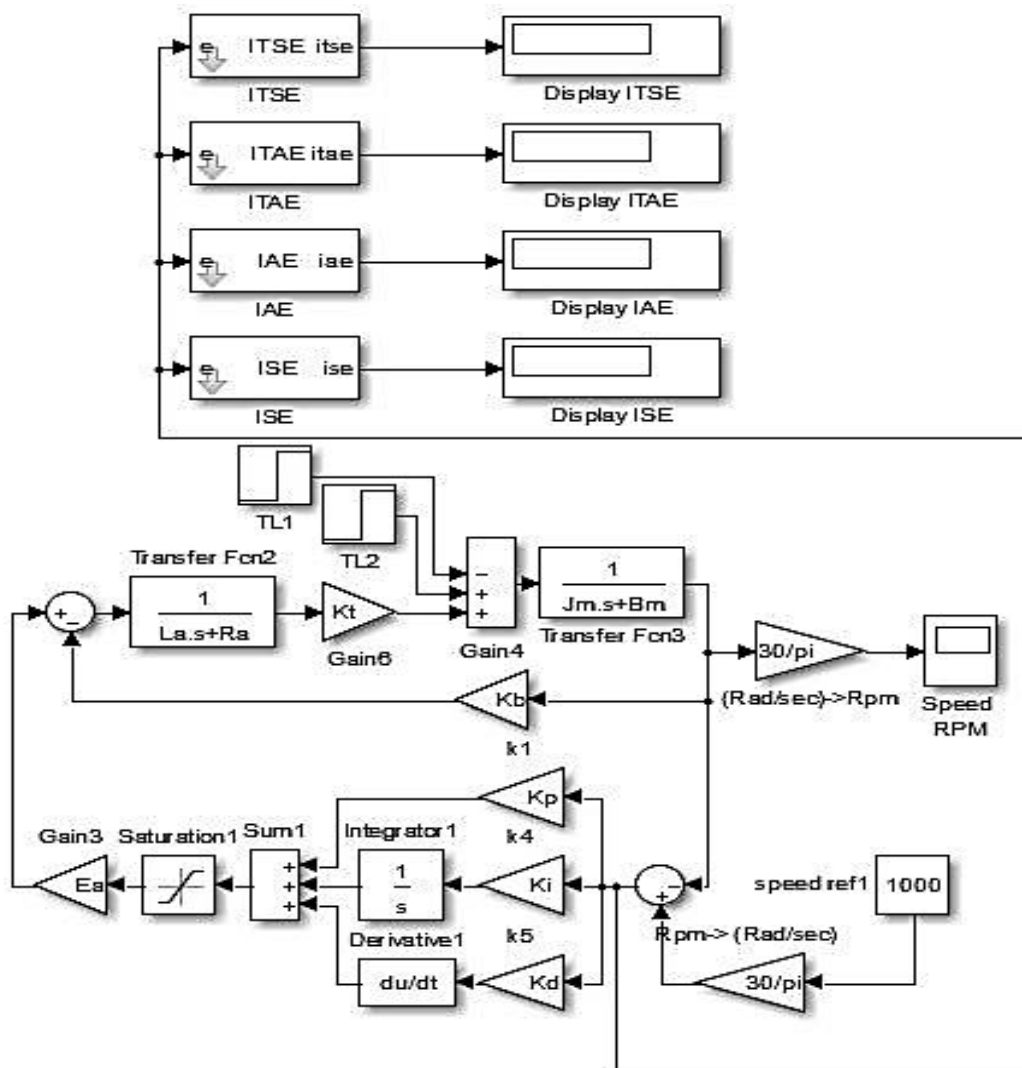 e ITSE itse
ITSE
Display ITSE
e ITAE itae
ITAE
Display ITAE
e IAE iae
IAE
Display IAE
e ISE ise
ISE
Display ISE
TL1
TL2
Transfer Fcn2
1
La.s+Ra
Kt
Gain6
Gain4
1
Jm.s+Bm
Transfer Fcn3
30/pi
(Rad/sec)->Rpm
Speed
RPM
Kb
k1
Kp
k4
Gain3
Saturation1
Sum1
Integrator1
Ea
1
s
Ki
k5
Derivative1
du/dt
Kd
speed ref1
1000
Rpm-> (Rad/sec)
30/pi